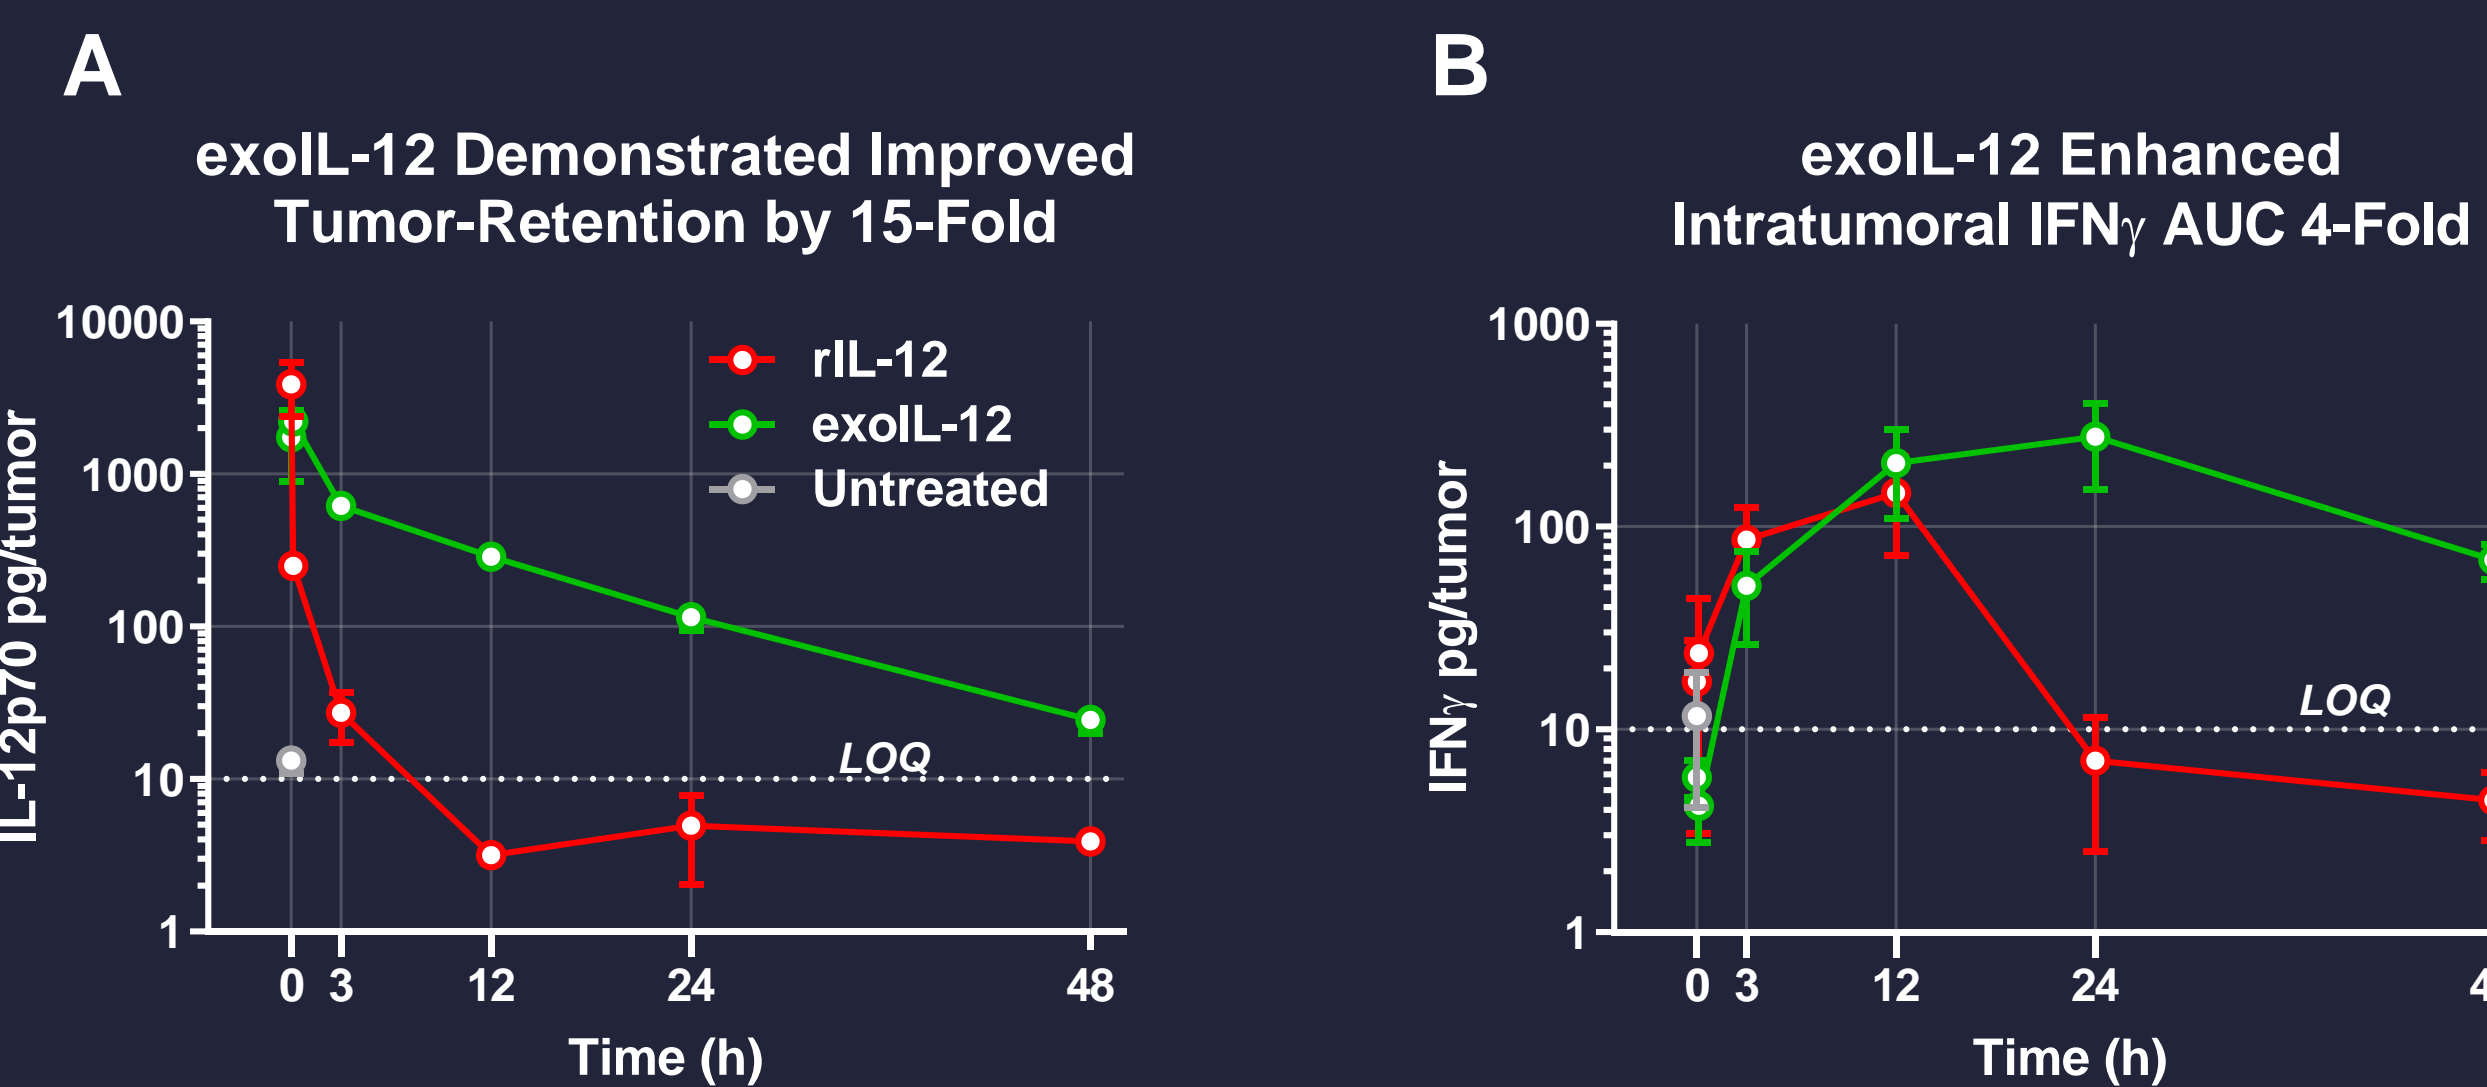 A
exoIL-12 Demonstrated Improved
Tumor-Retention by 15-Fold
IL-12p70 pg/tumor
10000
1000
100
10
1
rIL-12
exoIL-12
Untreated
LOQ
0 3 12 24 48
Time (h)
B
exoIL-12 Enhanced
Intratumoral IFNγ AUC 4-Fold
IFNγ pg/tumor
1000
100
10
1
LOQ
0 3 12 24
Time (h)